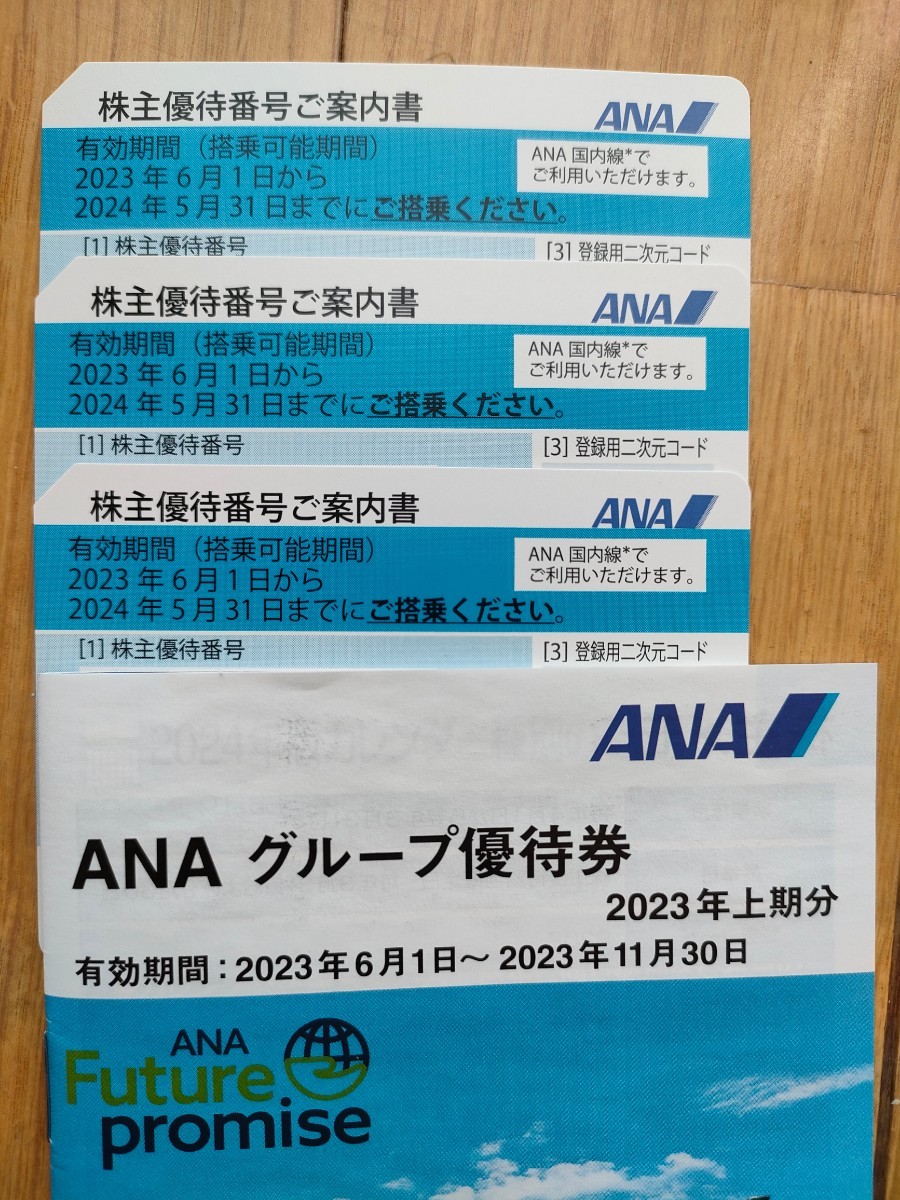 株主優待番号ご案内書
ANA
有効期間（搭乗可能期間）
2023年6月1日から
2024年5月31日までにご搭乗ください。
ANA国内線*で
ご利用いただけます。
[1] 株主優待番号
[3] 登録用二次元コード
株主優待番号ご案内書
ANA
有効期間（搭乗可能期間）
2023年6月1日から
2024年5月31日までにご搭乗ください。
ANA国内線*で
ご利用いただけます。
[1] 株主優待番号
[3] 登録用二次元コード
株主優待番号ご案内書
ANA
有効期間（搭乗可能期間）
2023年6月1日から
2024年5月31日までにご搭乗ください。
ANA国内線*で
ご利用いただけます。
[1] 株主優待番号
[3] 登録用二次元コード
ANA
ANA グループ優待券
2023年上期分
有効期間：2023年6月1日～2023年11月30日
ANA
Future
promise